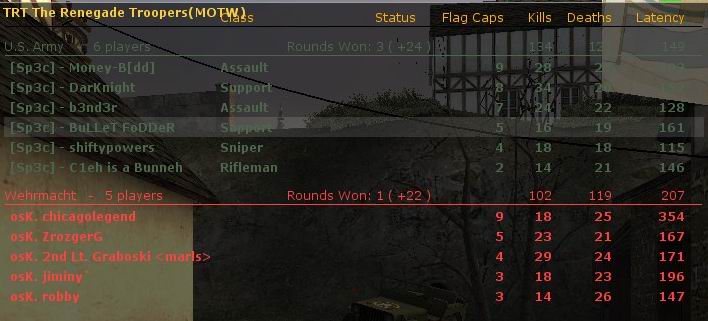 TRT The Renegade Troopers(MOTW)
Class Status Flag Caps Kills Deaths Latency
U.S. Army - 6 players Rounds Won: 3 ( +24 ) 134 149
[Sp3c] - Money-B[dd] Assault 9 28
[Sp3c] - DarKnight Support 8 34
[Sp3c] - b3nd3r Assault 7 24 22 128
[Sp3c] - BuLLeT FoDDeR Support 5 16 19 161
[Sp3c] - shiftypowers Sniper 4 18 18 115
[Sp3c] - C1eh is a Bunneh Rifleman 2 14 21 146
Wehrmacht - 5 players Rounds Won: 1 ( +22 ) 102 119 207
osK. chicagolegend 9 18 25 354
osK. ZrozgerG 5 23 21 167
osK. 2nd Lt. Graboski <marls> 4 29 24 171
osK. jiminy` 3 18 23 196
osK. robby 3 14 26 147